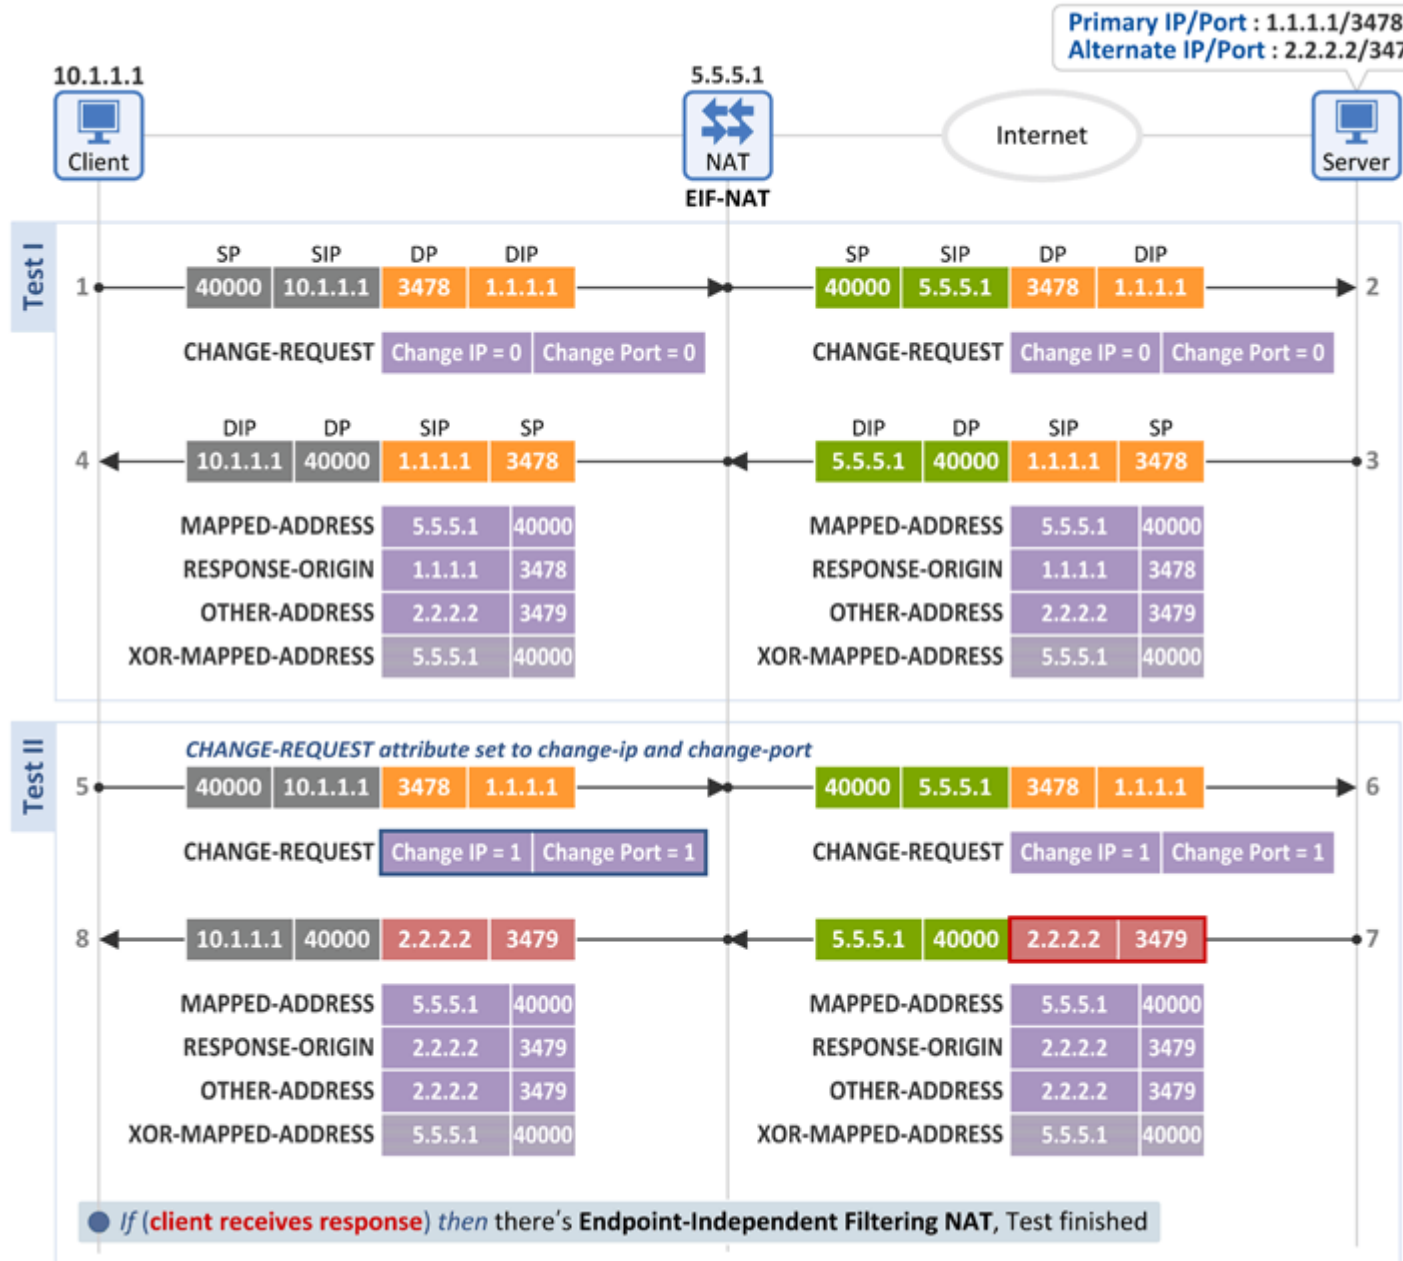 Primary IP/Port : 1.1.1.1/3478
Alternate IP/Port : 2.2.2.2/347
10.1.1.1
5.5.5.1
Client
NAT
Internet
Server
EIF-NAT
Test I
SP SIP DP DIP
SP SIP DP DIP
1 40000 10.1.1.1 3478 1.1.1.1
40000 5.5.5.1 3478 1.1.1.1 2
CHANGE-REQUEST Change IP = 0 Change Port = 0
CHANGE-REQUEST Change IP = 0 Change Port = 0
DIP DP SIP SP
DIP DP SIP SP
4 10.1.1.1 40000 1.1.1.1 3478
5.5.5.1 40000 1.1.1.1 3478 3
MAPPED-ADDRESS 5.5.5.1 40000
MAPPED-ADDRESS 5.5.5.1 40000
RESPONSE-ORIGIN 1.1.1.1 3478
RESPONSE-ORIGIN 1.1.1.1 3478
OTHER-ADDRESS 2.2.2.2 3479
OTHER-ADDRESS 2.2.2.2 3479
XOR-MAPPED-ADDRESS 5.5.5.1 40000
XOR-MAPPED-ADDRESS 5.5.5.1 40000
Test II
CHANGE-REQUEST attribute set to change-ip and change-port
5 40000 10.1.1.1 3478 1.1.1.1
40000 5.5.5.1 3478 1.1.1.1 6
CHANGE-REQUEST Change IP = 1 Change Port = 1
CHANGE-REQUEST Change IP = 1 Change Port = 1
8 10.1.1.1 40000 2.2.2.2 3479
5.5.5.1 40000 2.2.2.2 3479 7
MAPPED-ADDRESS 5.5.5.1 40000
MAPPED-ADDRESS 5.5.5.1 40000
RESPONSE-ORIGIN 2.2.2.2 3479
RESPONSE-ORIGIN 2.2.2.2 3479
OTHER-ADDRESS 2.2.2.2 3479
OTHER-ADDRESS 2.2.2.2 3479
XOR-MAPPED-ADDRESS 5.5.5.1 40000
XOR-MAPPED-ADDRESS 5.5.5.1 40000
If (client receives response) then there's Endpoint-Independent Filtering NAT, Test finished